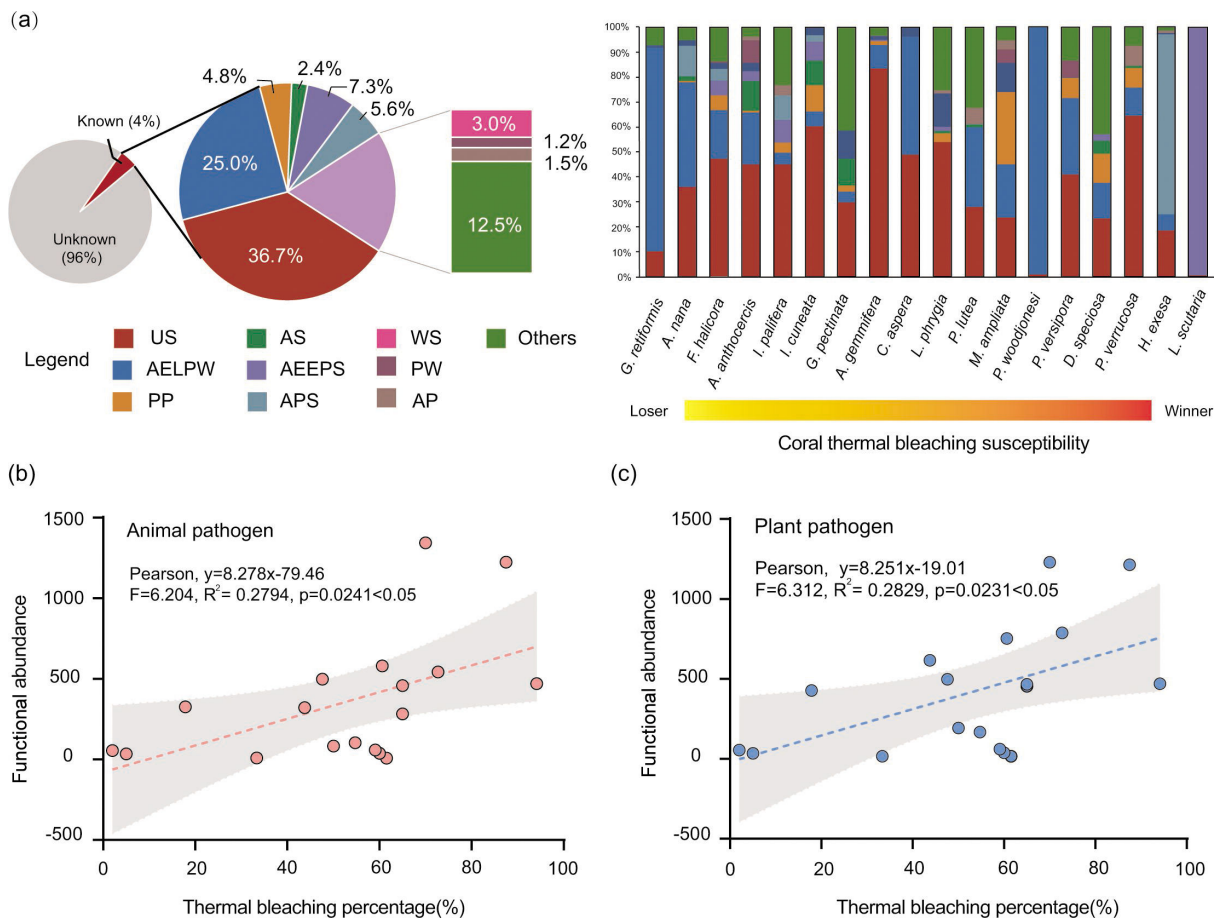 (a)
4.8%
2.4%
7.3%
5.6%
Known (4%)
25.0%
36.7%
Unknown
(96%)
3.0%
1.2%
1.5%
12.5%
Legend
US
AS
WS
Others
AELPW
AEEPS
PW
PP
APS
AP
100%
90%
80%
70%
60%
50%
40%
30%
20%
10%
0%
G. retiformis
A. nana
F. halicora
A. anthocercis
I. palifera
I. cuneata
G. pectinata
A. gemmifera
C. aspera
L. phrygia
P. lutea
M. ampliata
P. woodjonesi
P. versipora
D. speciosa
P. verrucosa
H. exesa
L. scutaria
Loser
Winner
Coral thermal bleaching susceptibility
(b)
Animal pathogen
Pearson, y=8.278x-79.46
F=6.204, R²= 0.2794, p=0.0241<0.05
Functional abundance
1500
1000
500
0
-500
0 20 40 60 80 100
Thermal bleaching percentage(%)
(c)
Plant pathogen
Pearson, y=8.251x-19.01
F=6.312, R²= 0.2829, p=0.0231<0.05
Functional abundance
1500
1000
500
0
-500
0 20 40 60 80 100
Thermal bleaching percentage(%)